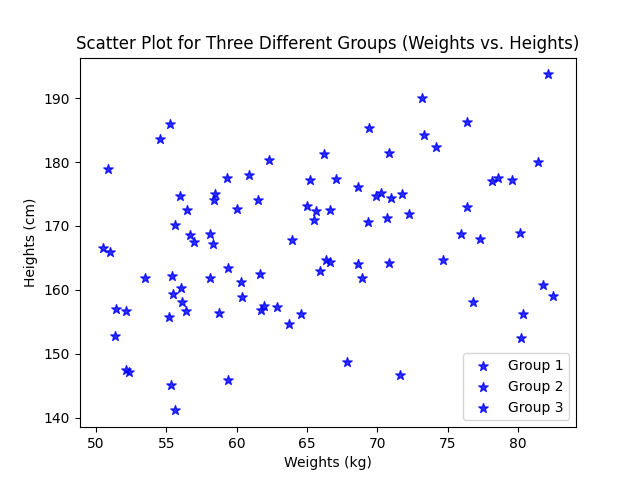 Scatter Plot for Three Different Groups (Weights vs. Heights)
190
180
170
160
150
140
Heights (cm)
Group 1
Group 2
Group 3
50 55 60 65 70 75 80
Weights (kg)